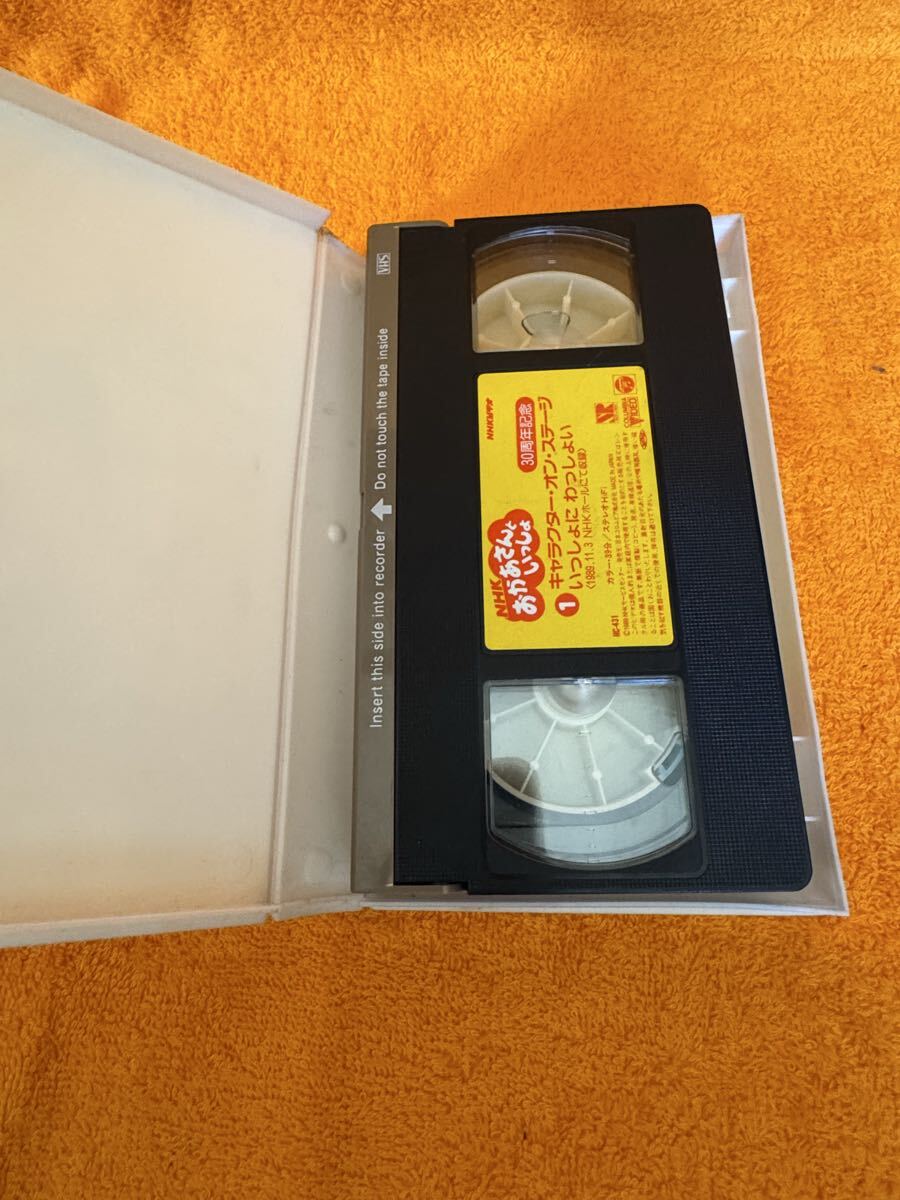 VHS
Insert this side into recorder
Do not touch the tape inside
NHKビデオ
NHK
おかあさんと
いっしょ
30周年記念
1
キャラクター・オン・ステージ
いっしょに わっしょい
〈1989.11.3 NHKホールにて収録〉
カラー・39分/ステレオHiFi
COLUMBIA
VIDEO